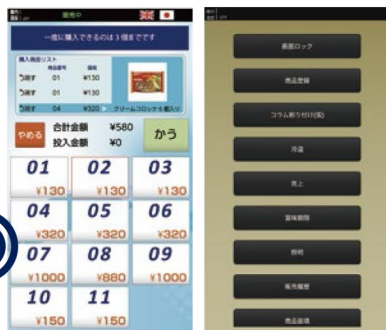 販売中
一度に購入できるのは1個までです
購入商品リスト
商品番号 価格
消す 01 ¥130
消す 01 ¥130
消す 04 ¥320 クリームコロッケ6個入り
やめる
合計金額 ¥580
投入金額 ¥0
かう
01 02 03
¥130 ¥130 ¥130
04 05 06
¥320 ¥320 ¥320
07 08 09
¥1000 ¥880 ¥1000
10 11
¥150 ¥150
画面ロック
商品登録
コラム割り付け(仮)
冷温
売上
賞味期限
照明
販売履歴
商品装填